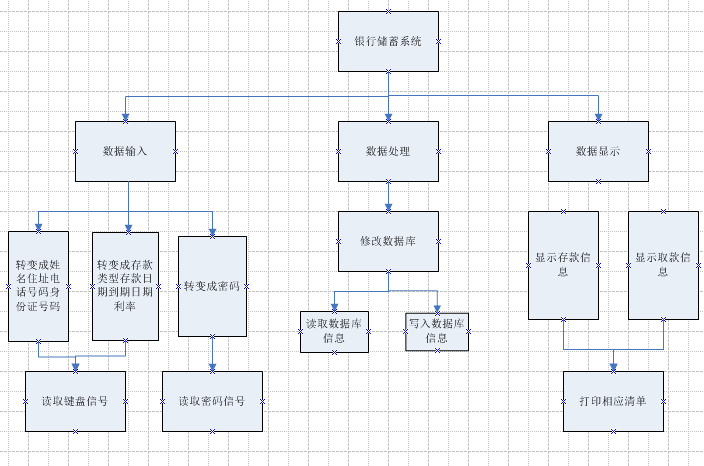 银行储蓄系统
数据输入
数据处理
数据显示
转变成姓
名住址电
话号码身
份证号码
转变成存款
类型存款日
期到期日期
利率
转变成密码
修改数据库
显示存款信
息
显示取款信
息
读取数据库
信息
写入数据库
信息
读取键盘信号
读取密码信号
打印相应清单